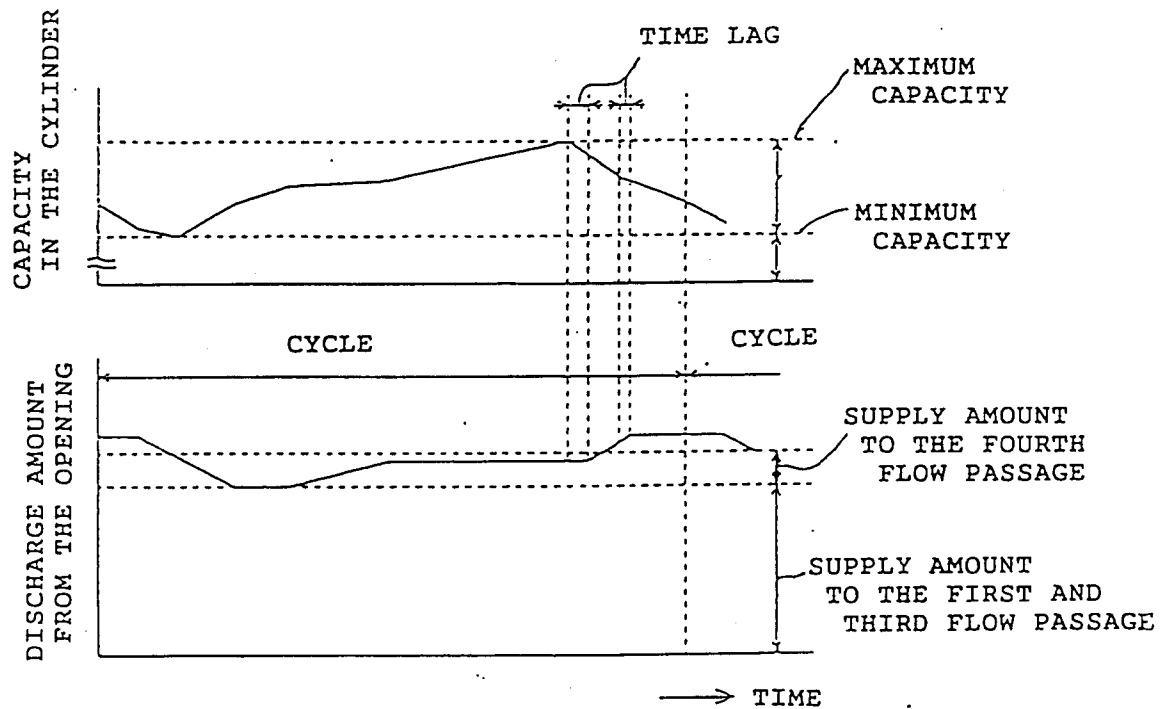 TIME LAG
MAXIMUM
CAPACITY
CAPACITY
IN THE CYLINDER
MINIMUM
CAPACITY
CYCLE
CYCLE
DISCHARGE AMOUNT
FROM THE OPENING
SUPPLY AMOUNT
TO THE FOURTH
FLOW PASSAGE
SUPPLY AMOUNT
TO THE FIRST AND
THIRD FLOW PASSAGE
TIME